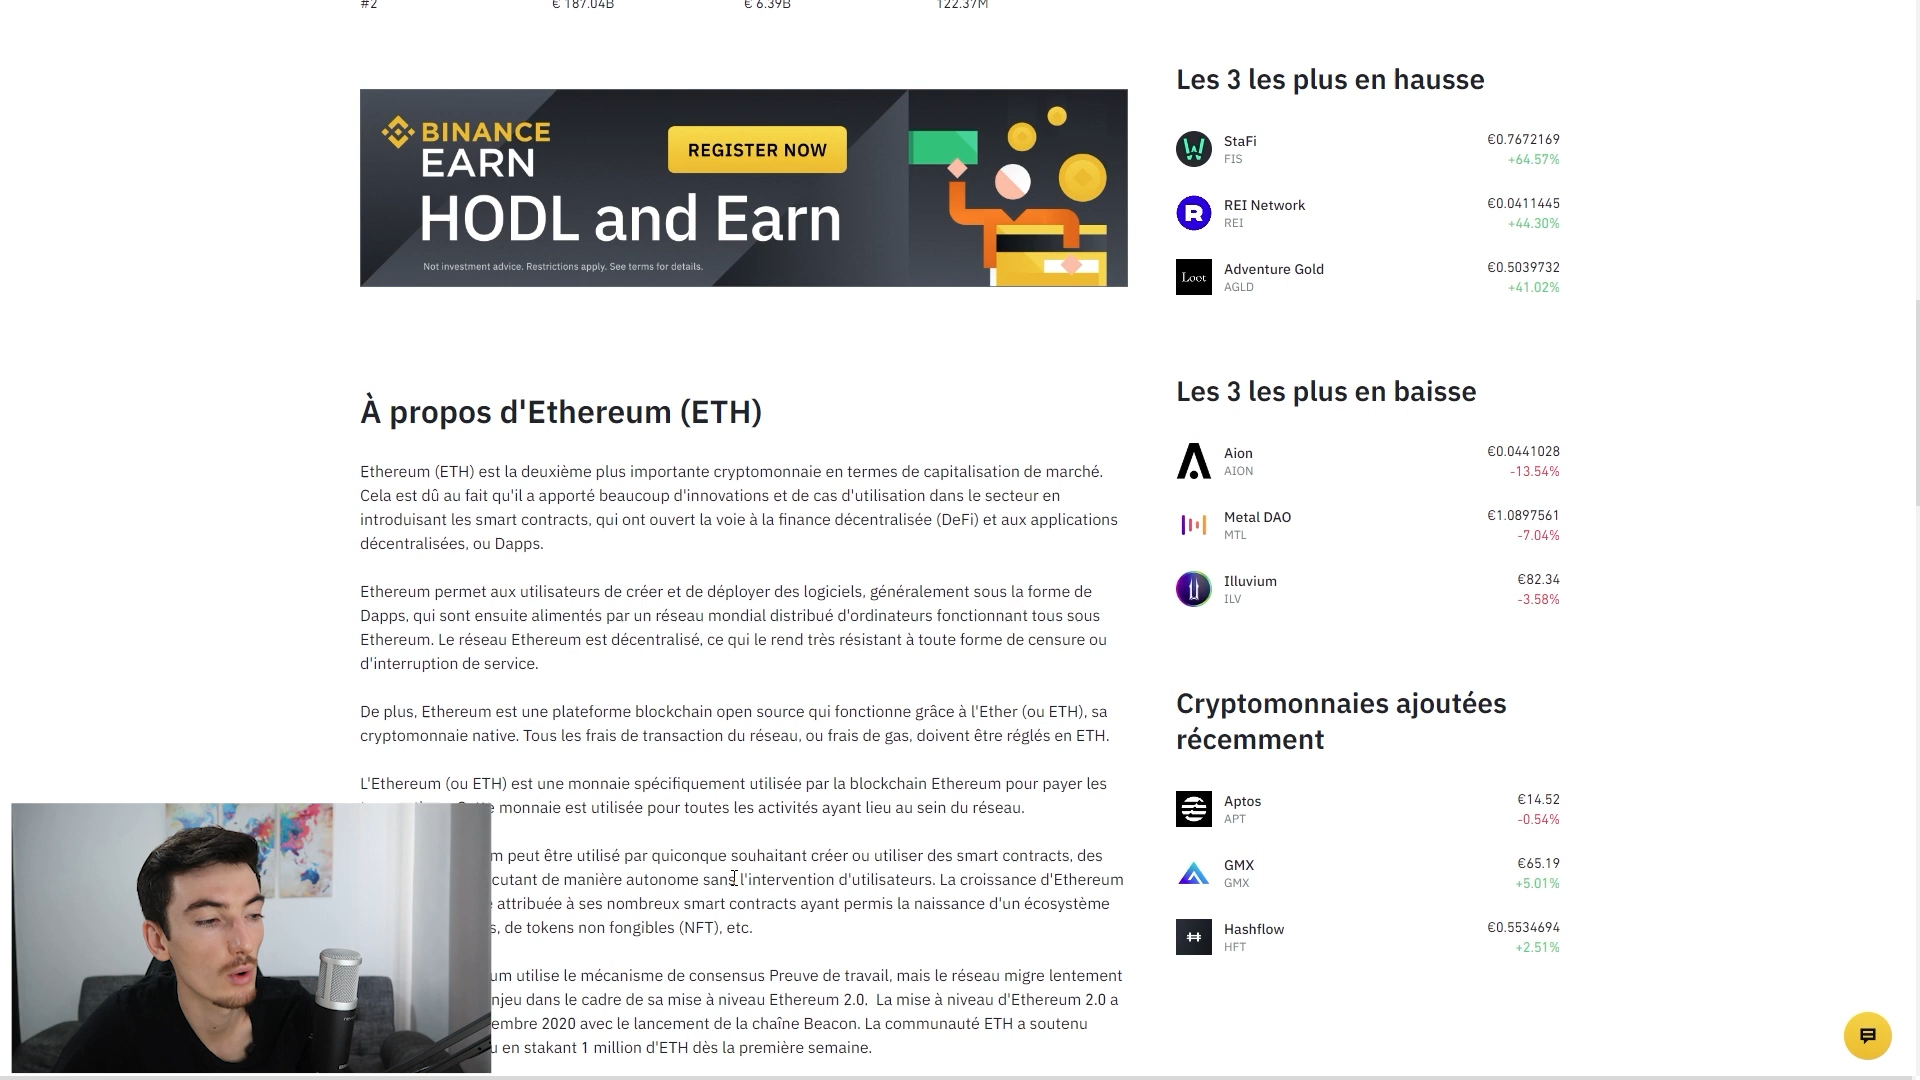 #2
€ 187.04B
€ 6.39B
122.37M
BINANCE
EARN
REGISTER NOW
HODL and Earn
Not investment advice. Restrictions apply. See terms for details.
À propos d'Ethereum (ETH)
Ethereum (ETH) est la deuxième plus importante cryptomonnaie en termes de capitalisation de marché.
Cela est dû au fait qu'il a apporté beaucoup d'innovations et de cas d'utilisation dans le secteur en
introduisant les smart contracts, qui ont ouvert la voie à la finance décentralisée (DeFi) et aux applications
décentralisées, ou Dapps.
Ethereum permet aux utilisateurs de créer et de déployer des logiciels, généralement sous la forme de
Dapps, qui sont ensuite alimentés par un réseau mondial distribué d'ordinateurs fonctionnant tous sous
Ethereum. Le réseau Ethereum est décentralisé, ce qui le rend très résistant à toute forme de censure ou
d'interruption de service.
De plus, Ethereum est une plateforme blockchain open source qui fonctionne grâce à l'Ether (ou ETH), sa
cryptomonnaie native. Tous les frais de transaction du réseau, ou frais de gas, doivent être réglés en ETH.
L'Ethereum (ou ETH) est une monnaie spécifiquement utilisée par la blockchain Ethereum pour payer les
monnaie est utilisée pour toutes les activités ayant lieu au sein du réseau.
m peut être utilisé par quiconque souhaitant créer ou utiliser des smart contracts, des
cutant de manière autonome sans l'intervention d'utilisateurs. La croissance d'Ethereum
attribuée à ses nombreux smart contracts ayant permis la naissance d'un écosystème
s, de tokens non fongibles (NFT), etc.
um utilise le mécanisme de consensus Preuve de travail, mais le réseau migre lentement
njeu dans le cadre de sa mise à niveau Ethereum 2.0. La mise à niveau d'Ethereum 2.0 a
embre 2020 avec le lancement de la chaîne Beacon. La communauté ETH a soutenu
u en stakant 1 million d'ETH dès la première semaine.
Les 3 les plus en hausse
StaFi
FIS
€0.7672169
+64.57%
REI Network
REI
€0.0411445
+44.30%
Loot
Adventure Gold
AGLD
€0.5039732
+41.02%
Les 3 les plus en baisse
Aion
AION
€0.0441028
-13.54%
Metal DAO
MTL
€1.0897561
-7.04%
Illuvium
ILV
€82.34
-3.58%
Cryptomonnaies ajoutées
récemment
Aptos
APT
€14.52
-0.54%
GMX
GMX
€65.19
+5.01%
Hashflow
HFT
€0.5534694
+2.51%